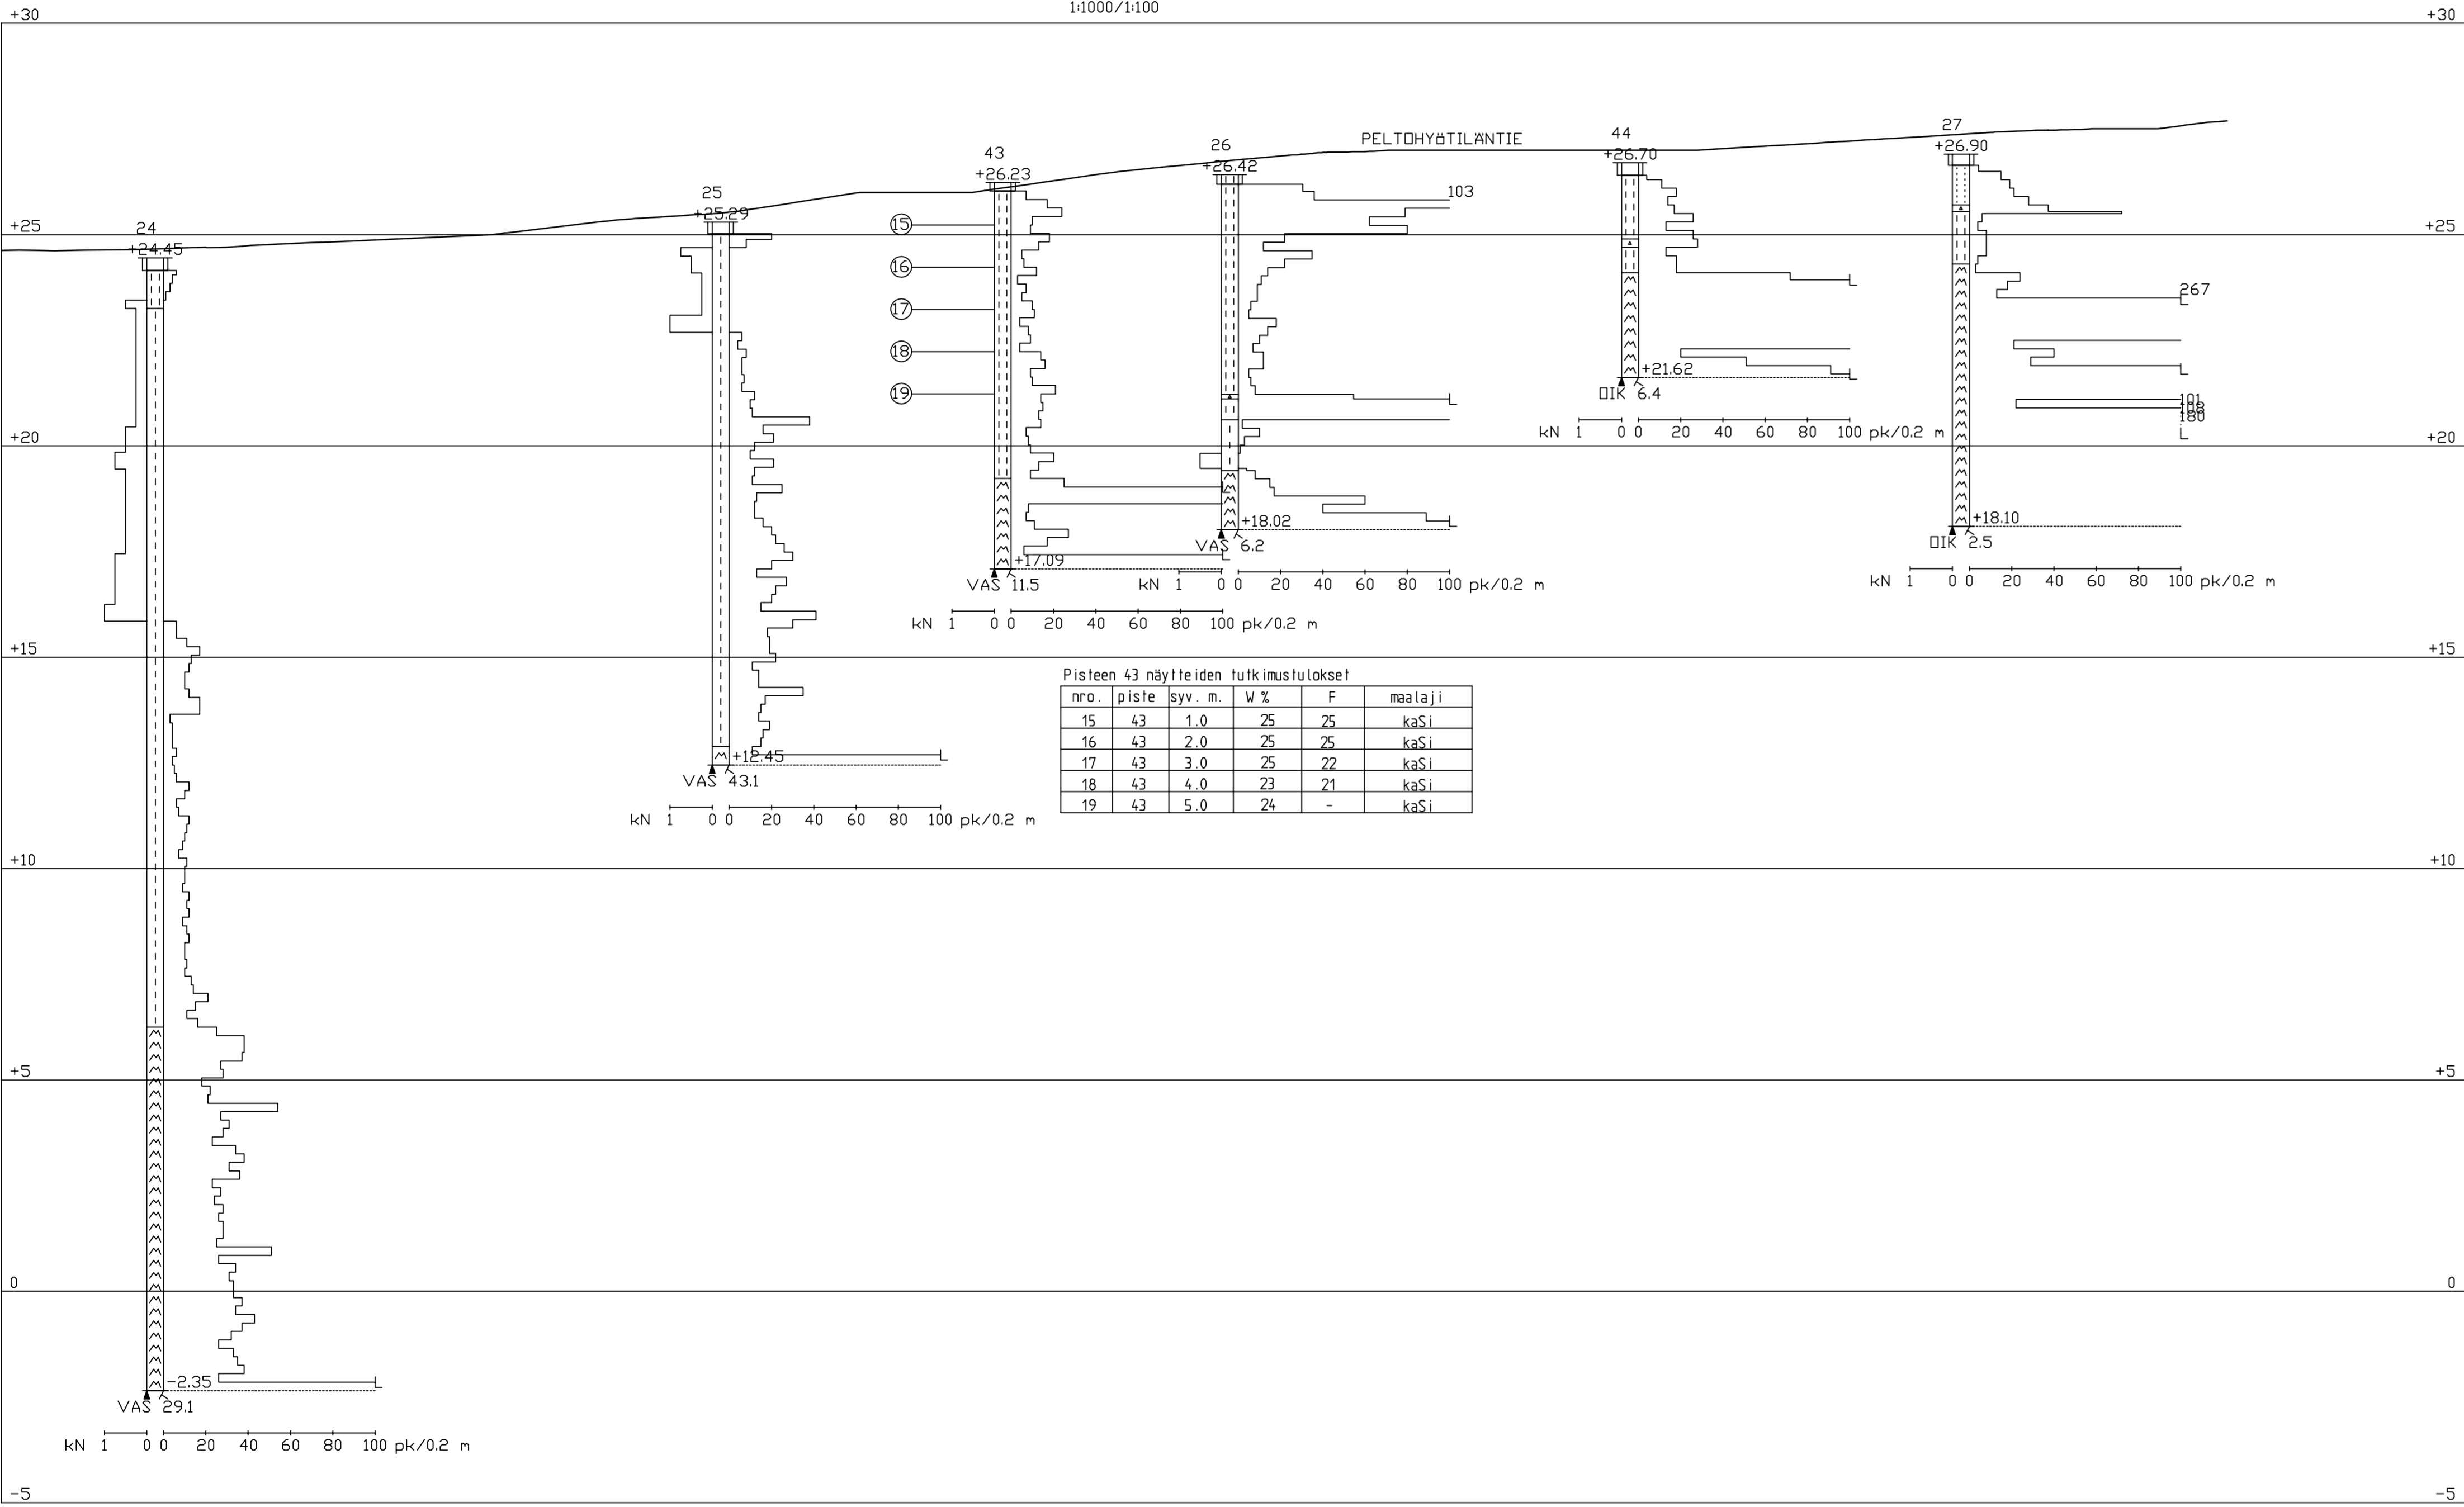 1:1000/1:100
+30 +30
PELTOHYÖTILÄNTIE
27
+26.90
44
+26.70
26
+26.42
43
+26.23
103
25
+25.29
+25 +25
24
+24.45
15
16
17
18
19
267
101
108
180
+21.62
OIK 6.4
kN 1 0 0 20 40 60 80 100 pk/0.2 m
+20 +20
+18.10
OIK 2.5
kN 1 0 0 20 40 60 80 100 pk/0.2 m
+18.02
VAS 6.2
kN 1 0 0 20 40 60 80 100 pk/0.2 m
+17.09
VAS 11.5
kN 1 0 0 20 40 60 80 100 pk/0.2 m
+15 +15
Pisteen 43 näytteiden tutkimustulokset
nro. piste syv. m. W % F maalaji
15 43 1.0 25 25 kaSi
16 43 2.0 25 25 kaSi
17 43 3.0 25 22 kaSi
18 43 4.0 23 21 kaSi
19 43 5.0 24 - kaSi
+12.45
VAS 43.1
kN 1 0 0 20 40 60 80 100 pk/0.2 m
+10 +10
+5 +5
0 0
-2.35
VAS 29.1
kN 1 0 0 20 40 60 80 100 pk/0.2 m
-5 -5